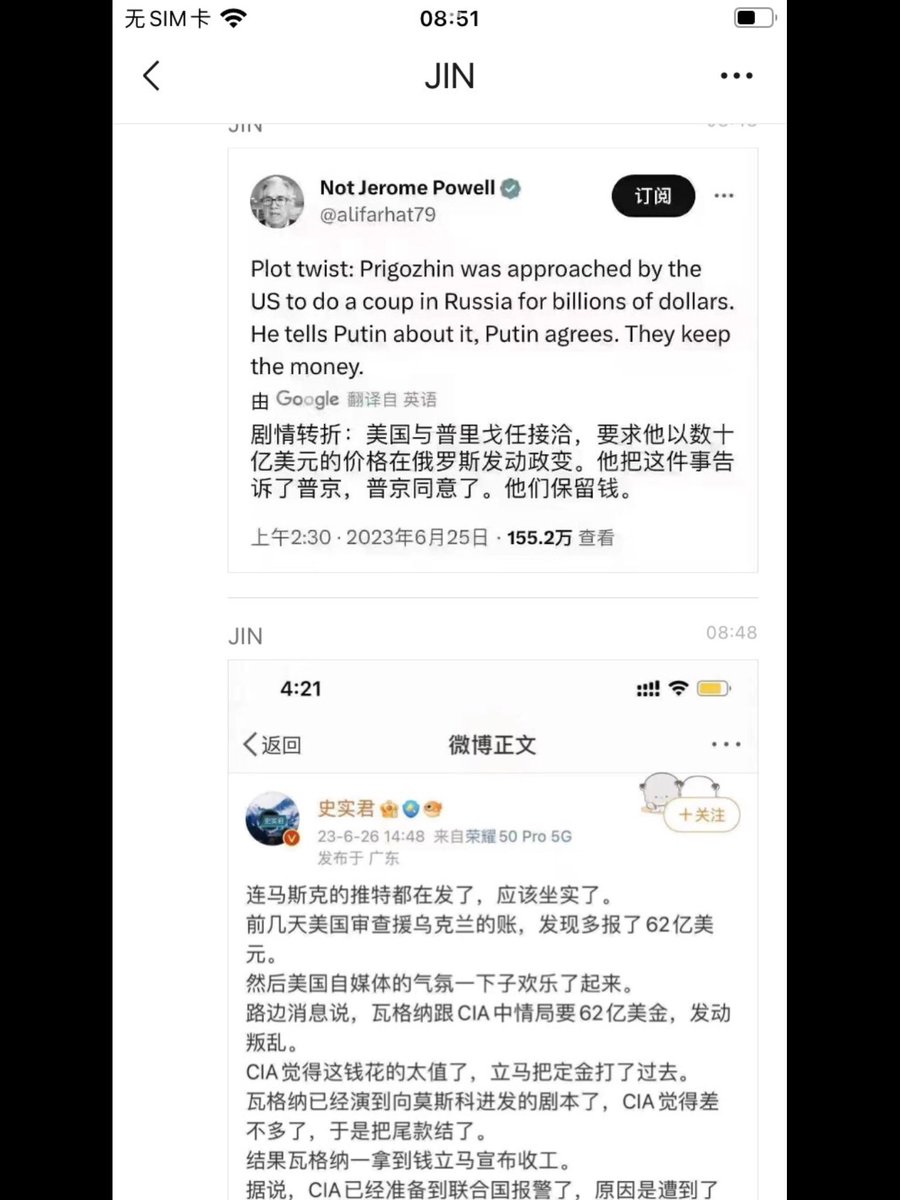 无SIM卡
08:51
JIN
JIN
Not Jerome Powell
@alifarhat79
订阅
Plot twist: Prigozhin was approached by the
US to do a coup in Russia for billions of dollars.
He tells Putin about it, Putin agrees. They keep
the money.
由 Google 翻译自 英语
剧情转折：美国与普里戈任接洽，要求他以数十
亿美元的价格在俄罗斯发动政变。他把这件事告
诉了普京，普京同意了。他们保留钱。
上午2:30 · 2023年6月25日 · 155.2万 查看
JIN
08:48
4:21
返回
微博正文
史实君
+关注
23-6-26 14:48 来自荣耀50 Pro 5G
发布于 广东
连马斯克的推特都在发了，应该坐实了。
前几天美国审查援乌克兰的账，发现多报了62亿美
元。
然后美国自媒体的气氛一下子欢乐了起来。
路边消息说，瓦格纳跟CIA中情局要62亿美金，发动
叛乱。
CIA觉得这钱花的太值了，立马把定金打了过去。
瓦格纳已经演到向莫斯科进发的剧本了，CIA觉得差
不多了，于是把尾款结了。
结果瓦格纳一拿到钱立马宣布收工。
据说，CIA已经准备到联合国报警了，原因是遭到了